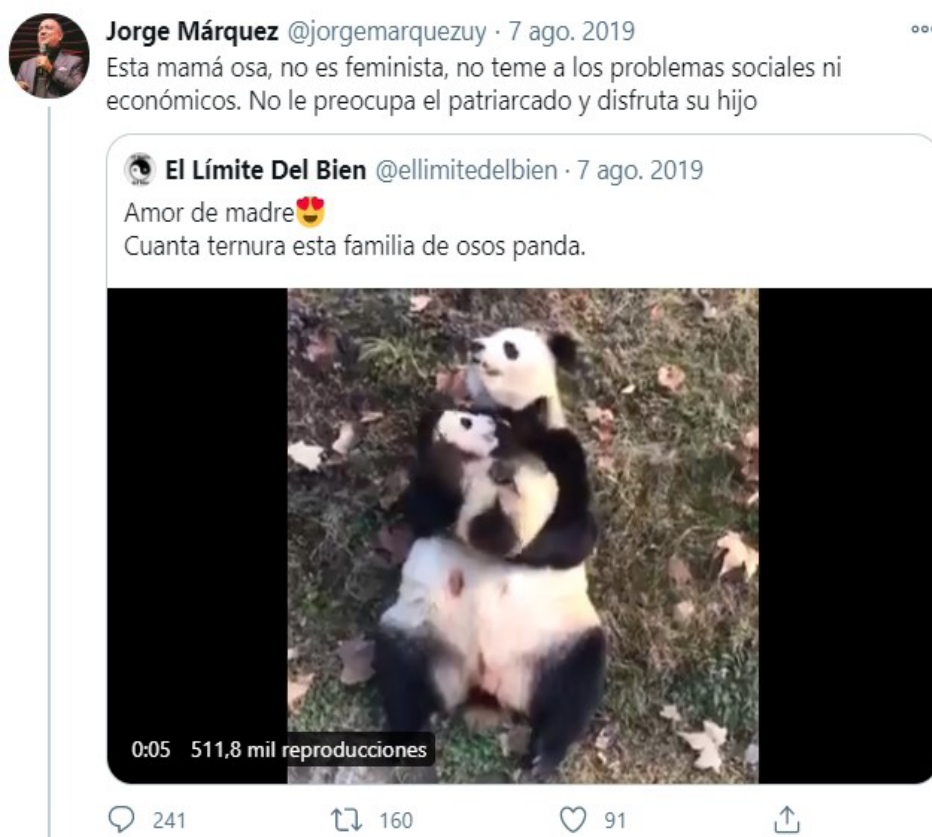 Jorge Márquez @jorgemarquezuy · 7 ago. 2019
Esta mamá osa, no es feminista, no teme a los problemas sociales ni
económicos. No le preocupa el patriarcado y disfruta su hijo
El Límite Del Bien @ellimitedelbien · 7 ago. 2019
Amor de madre😍
Cuanta ternura esta familia de osos panda.
0:05 511,8 mil reproducciones
241 160 91